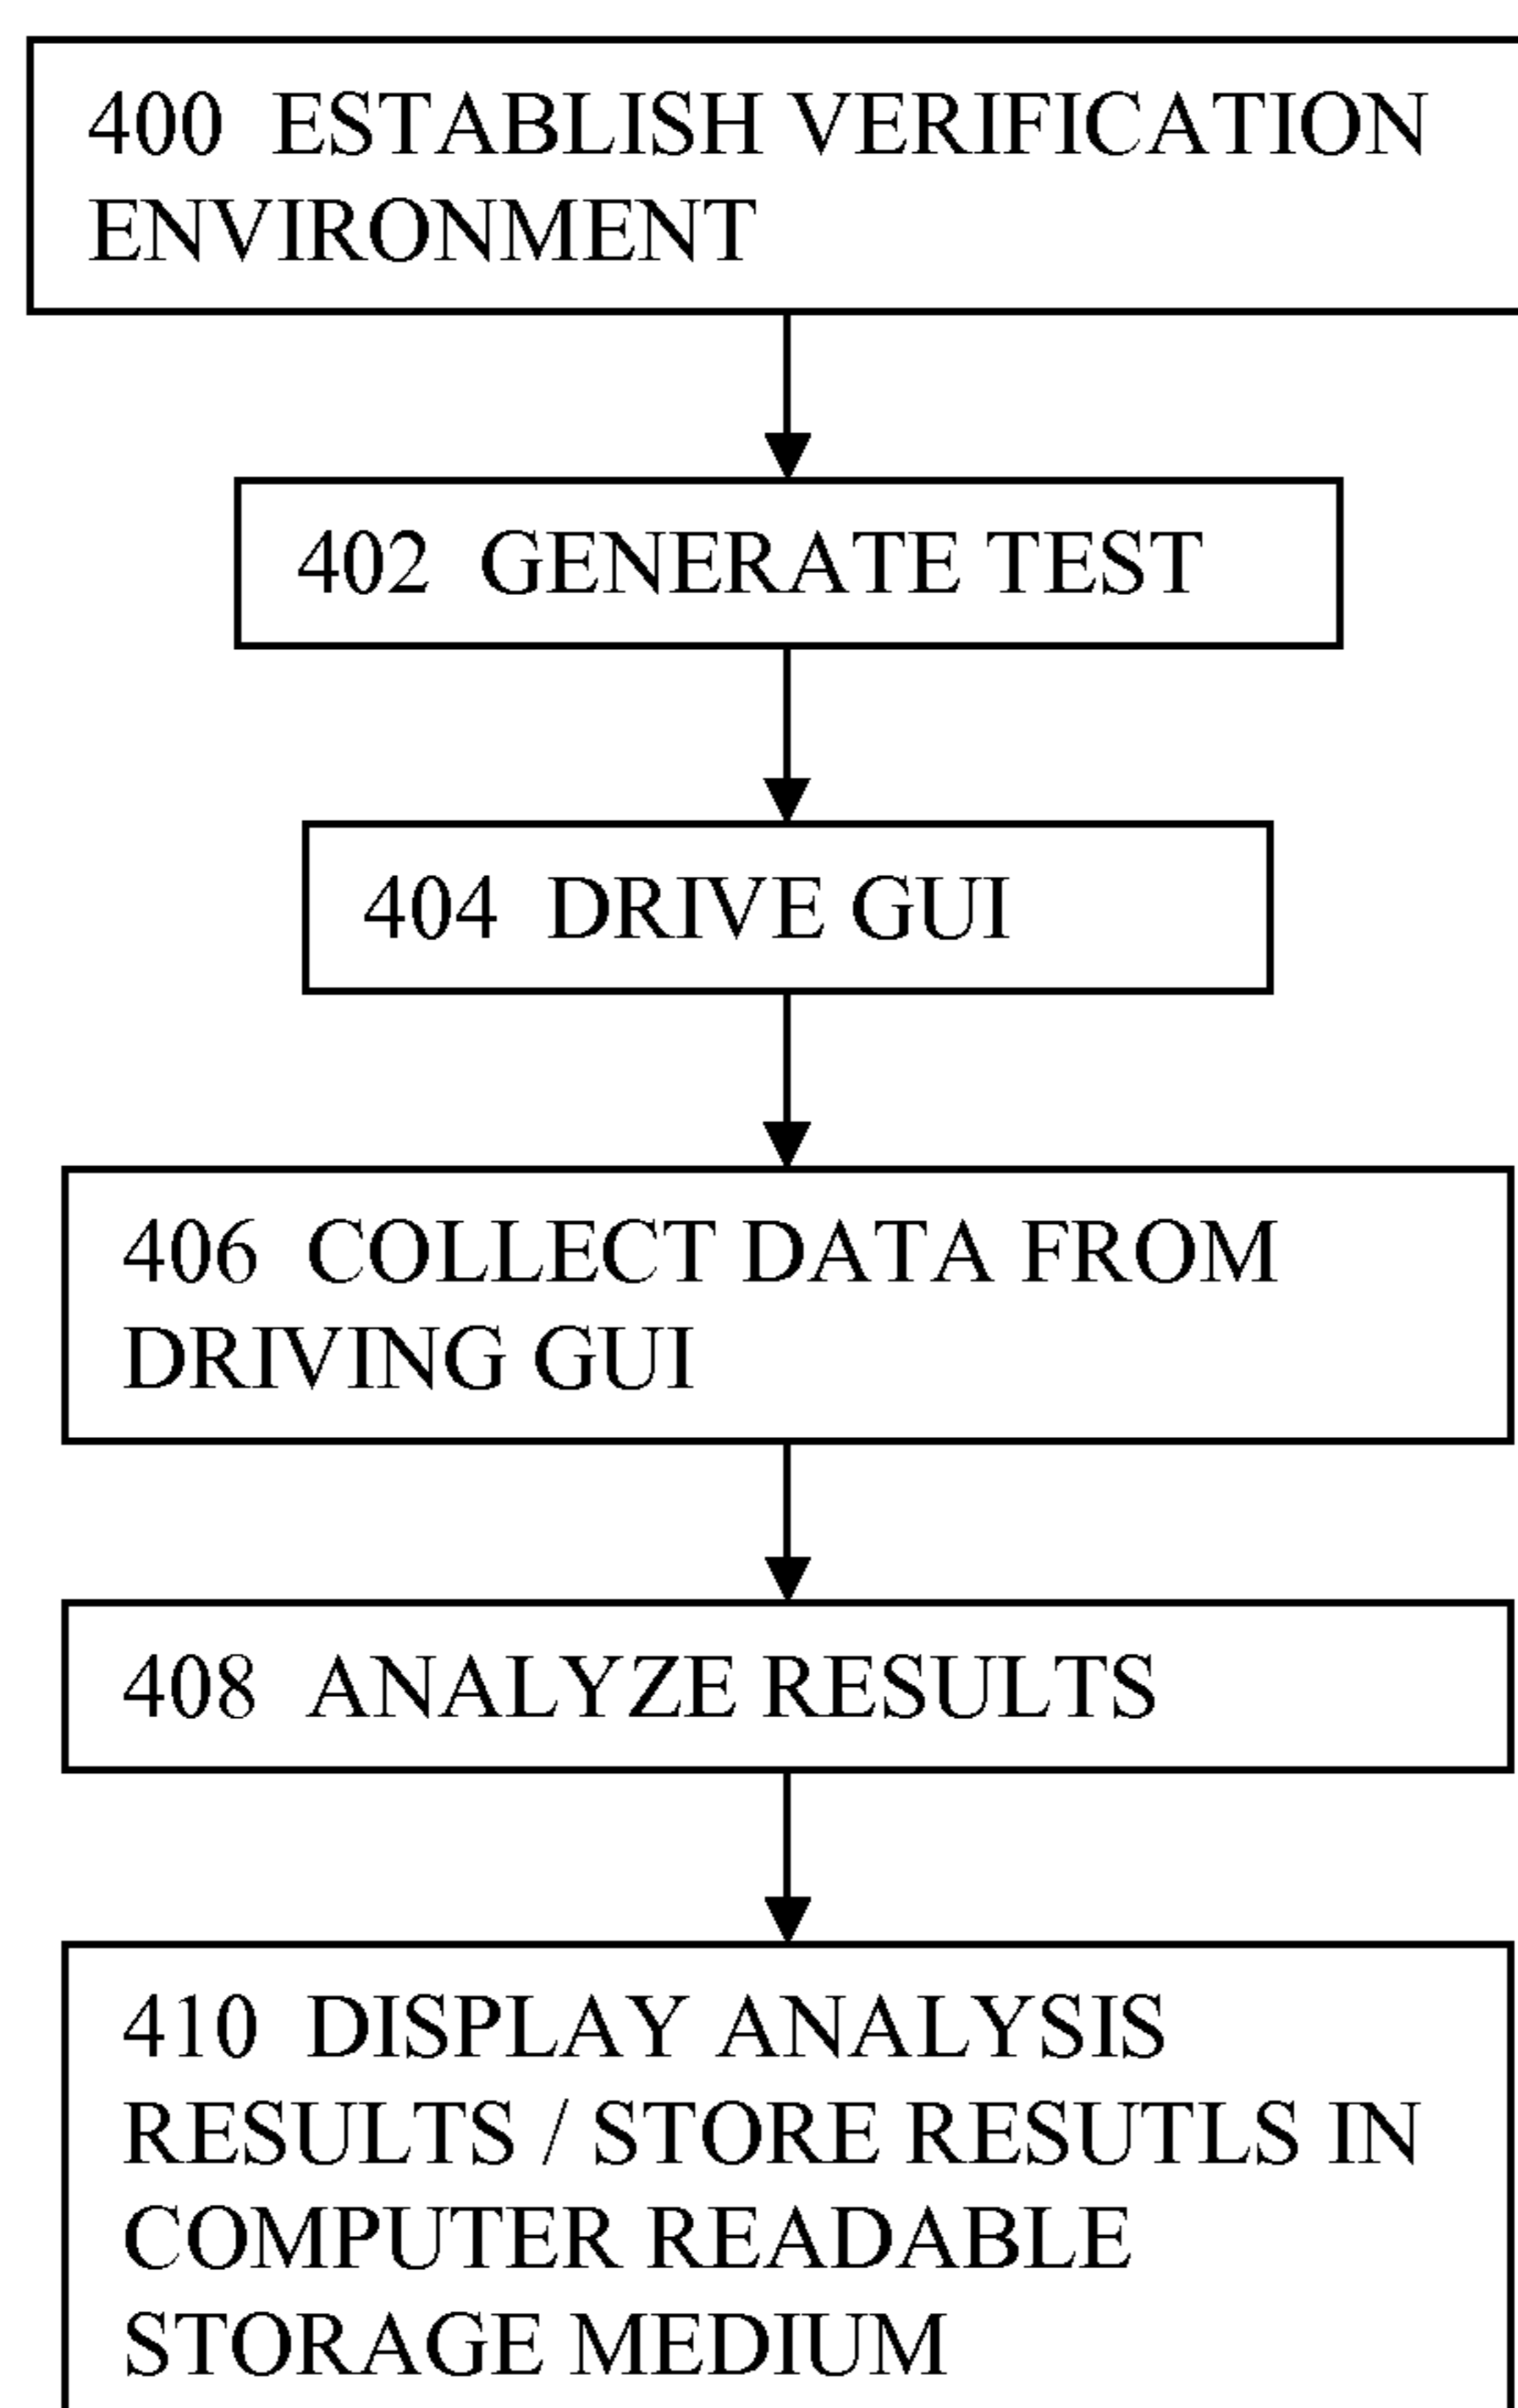 400 ESTABLISH VERIFICATION
ENVIRONMENT
402 GENERATE TEST
404 DRIVE GUI
406 COLLECT DATA FROM
DRIVING GUI
408 ANALYZE RESULTS
410 DISPLAY ANALYSIS
RESULTS / STORE RESUTLS IN
COMPUTER READABLE
STORAGE MEDIUM